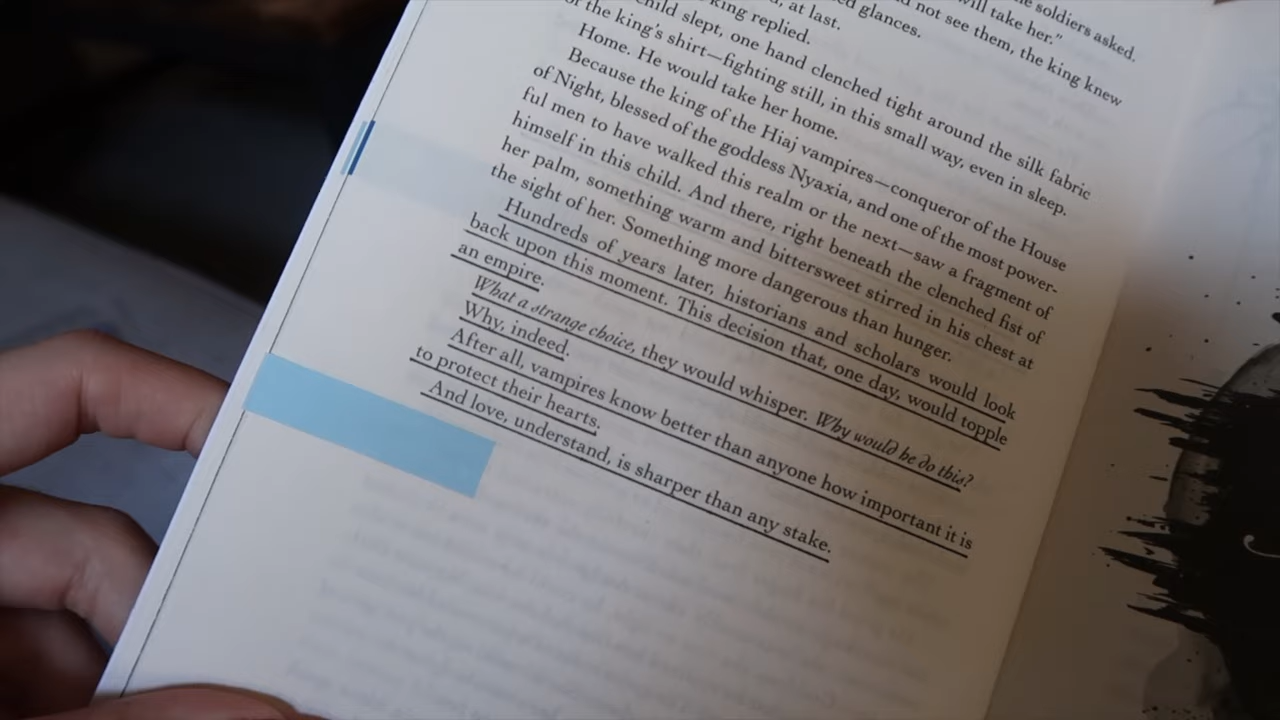 e soldiers asked.
will take her.”
d not see them, the king knew
ed glances.
, at last.
king replied.
child slept, one hand clenched tight around the silk fabric
of the king’s shirt—fighting still, in this small way, even in sleep.
Home. He would take her home.
Because the king of the Hiaj vampires—conqueror of the House
of Night, blessed of the goddess Nyaxia, and one of the most power-
ful men to have walked this realm or the next—saw a fragment of
himself in this child. And there, right beneath the clenched fist of
her palm, something warm and bittersweet stirred in his chest at
the sight of her. Something more dangerous than hunger.
Hundreds of years later, historians and scholars would look
back upon this moment. This decision that, one day, would topple
an empire.
What a strange choice, they would whisper. Why would he do this?
Why, indeed.
After all, vampires know better than anyone how important it is
to protect their hearts.
And love, understand, is sharper than any stake.